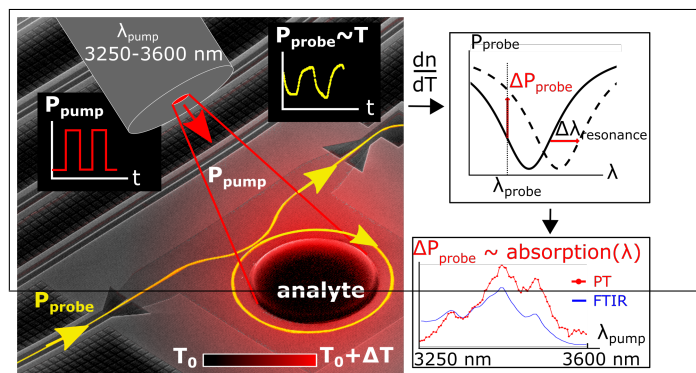 λpump
3250-3600 nm
Pprobe~T
t
Ppump
t
Ppump
Pprobe
analyte
T0
T0+ΔT
dn
dT
Pprobe
ΔPprobe
Δλresonance
λprobe
λ
ΔPprobe ~ absorption(λ)
PT
FTIR
λpump
3250 nm
3600 nm